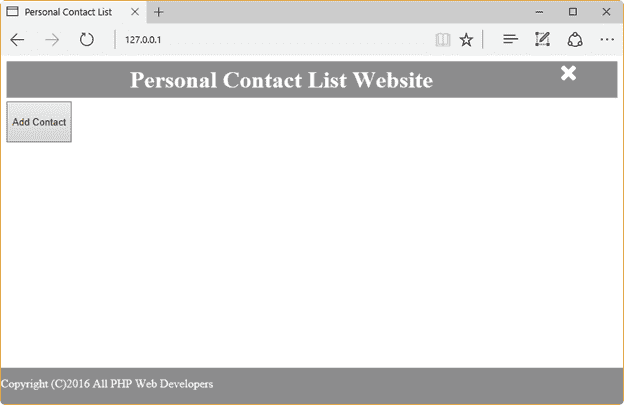 Personal Contact List
127.0.0.1
Personal Contact List Website
Add Contact
Copyright (C)2016 All PHP Web Developers